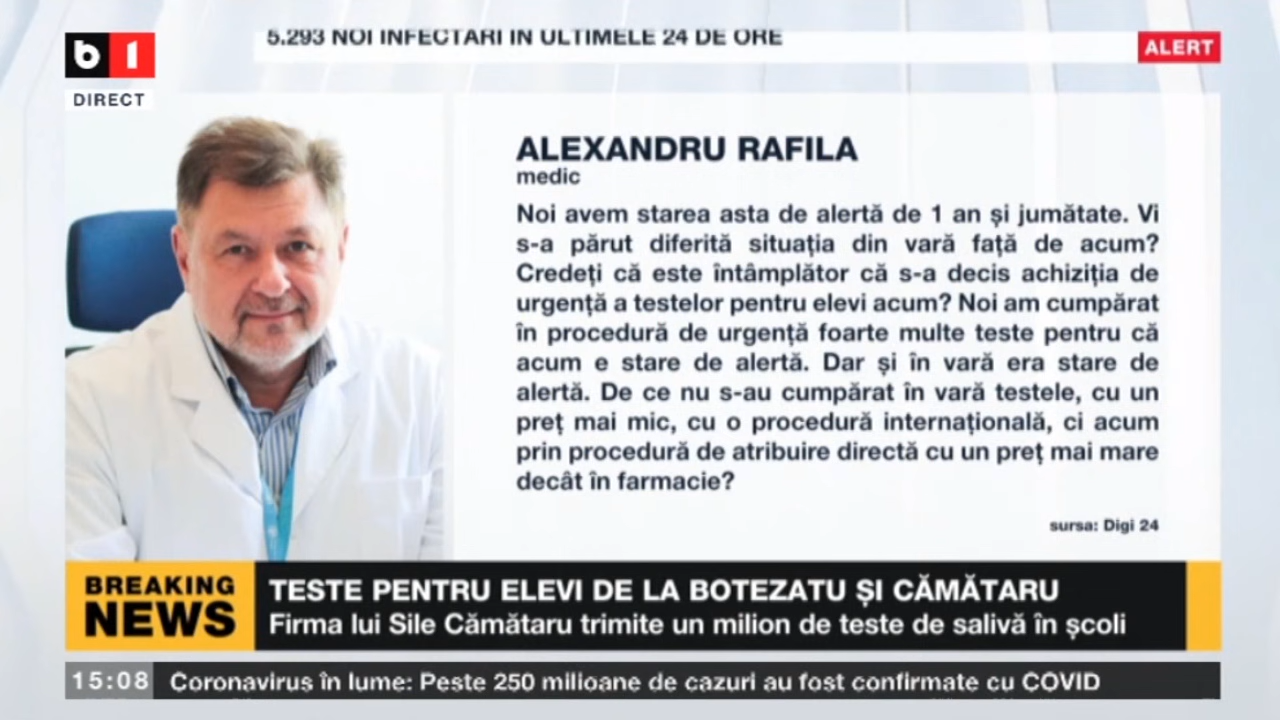 5.293 NOI INFECTĂRI ÎN ULTIMELE 24 DE ORE
ALERT
b1
DIRECT
ALEXANDRU RAFILA
medic
Noi avem starea asta de alertă de 1 an și jumătate. Vi
s-a părut diferită situația din vară față de acum?
Credeți că este întâmplător că s-a decis achiziția de
urgență a testelor pentru elevi acum? Noi am cumpărat
în procedură de urgență foarte multe teste pentru că
acum e stare de alertă. Dar și în vară era stare de
alertă. De ce nu s-au cumpărat în vară testele, cu un
preț mai mic, cu o procedură internațională, ci acum
prin procedură de atribuire directă cu un preț mai mare
decât în farmacie?
sursa: Digi 24
BREAKING
NEWS
TESTE PENTRU ELEVI DE LA BOTEZATU ȘI CĂMĂTARU
Firma lui Sile Cămătaru trimite un milion de teste de salivă în școli
15:08 Coronavirus în lume: Peste 250 milioane de cazuri au fost confirmate cu COVID